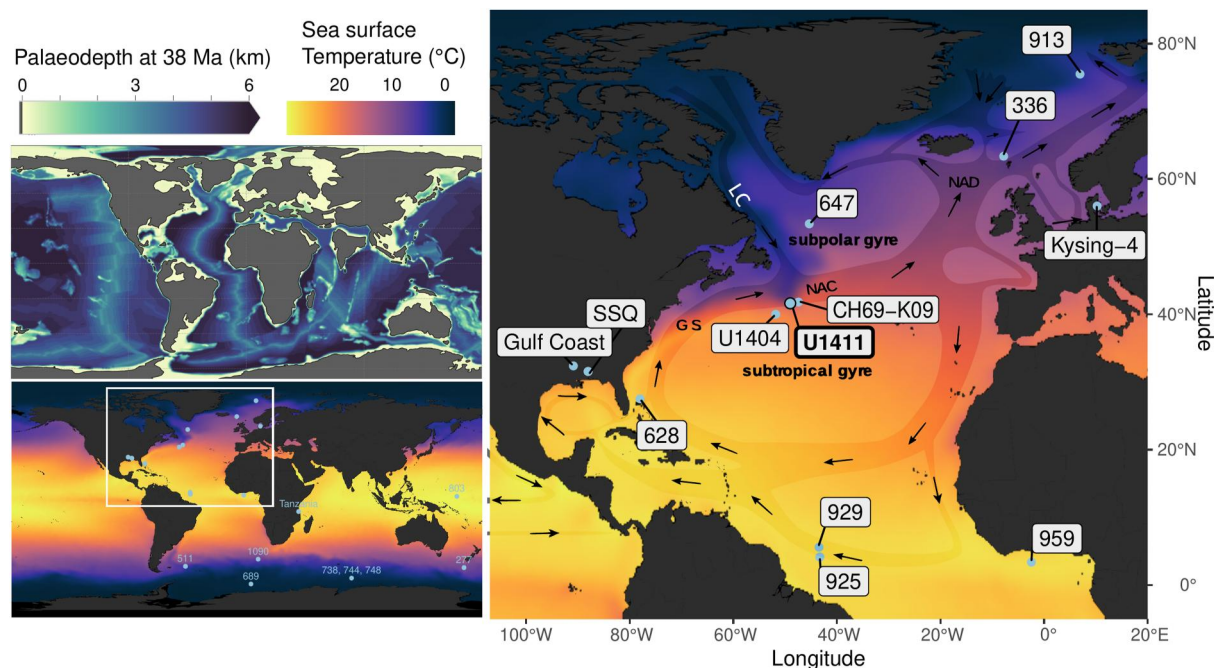 Palaeodepth at 38 Ma (km)
0 3 6
Sea surface
Temperature (°C)
20 10 0
Tanzania
803
511
1090
277
689
738, 744, 748
913
336
NAD
LC
647
subpolar gyre
Kysing−4
NAC
CH69−K09
SSQ
GS
U1404
U1411
Gulf Coast
subtropical gyre
628
929
925
959
80°N
60°N
40°N
20°N
0°
Latitude
100°W 80°W 60°W 40°W 20°W 0° 20°E
Longitude